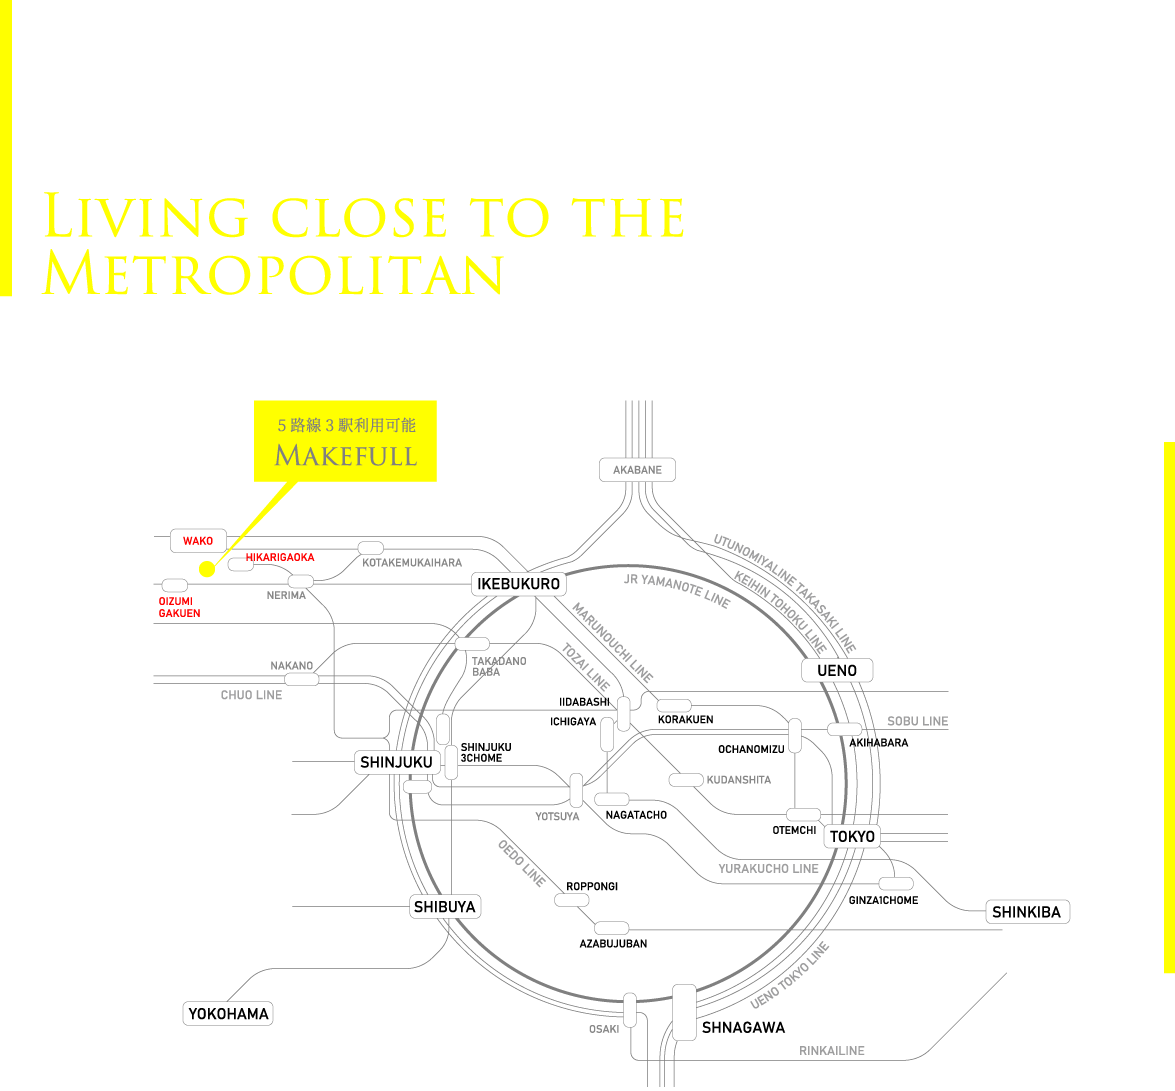 LIVING CLOSE TO THE
METROPOLITAN
5路線3駅利用可能
MAKEFULL
AKABANE
WAKO
HIKARIGAOKA
KOTAKEMUKAIHARA
UTUNOMIYALINE TAKASAKI LINE
KEIHIN TOHOKU LINE
JR YAMANOTE LINE
IKEBUKURO
OIZUMI
GAKUEN
NERIMA
MARUNOUCHI LINE
TOZAI LINE
TAKADANO
BABA
NAKANO
CHUO LINE
UENO
IIDABASHI
ICHIGAYA
KORAKUEN
SOBU LINE
AKIHABARA
OCHANOMIZU
SHINJUKU
3CHOME
SHINJUKU
KUDANSHITA
YOTSUYA
NAGATACHO
OTEMCHI
TOKYO
OEDO LINE
YURAKUCHO LINE
ROPPONGI
GINZA1CHOME
SHIBUYA
SHINKIBA
AZABUJUBAN
UENO TOKYO LINE
YOKOHAMA
OSAKI
SHNAGAWA
RINKAILINE